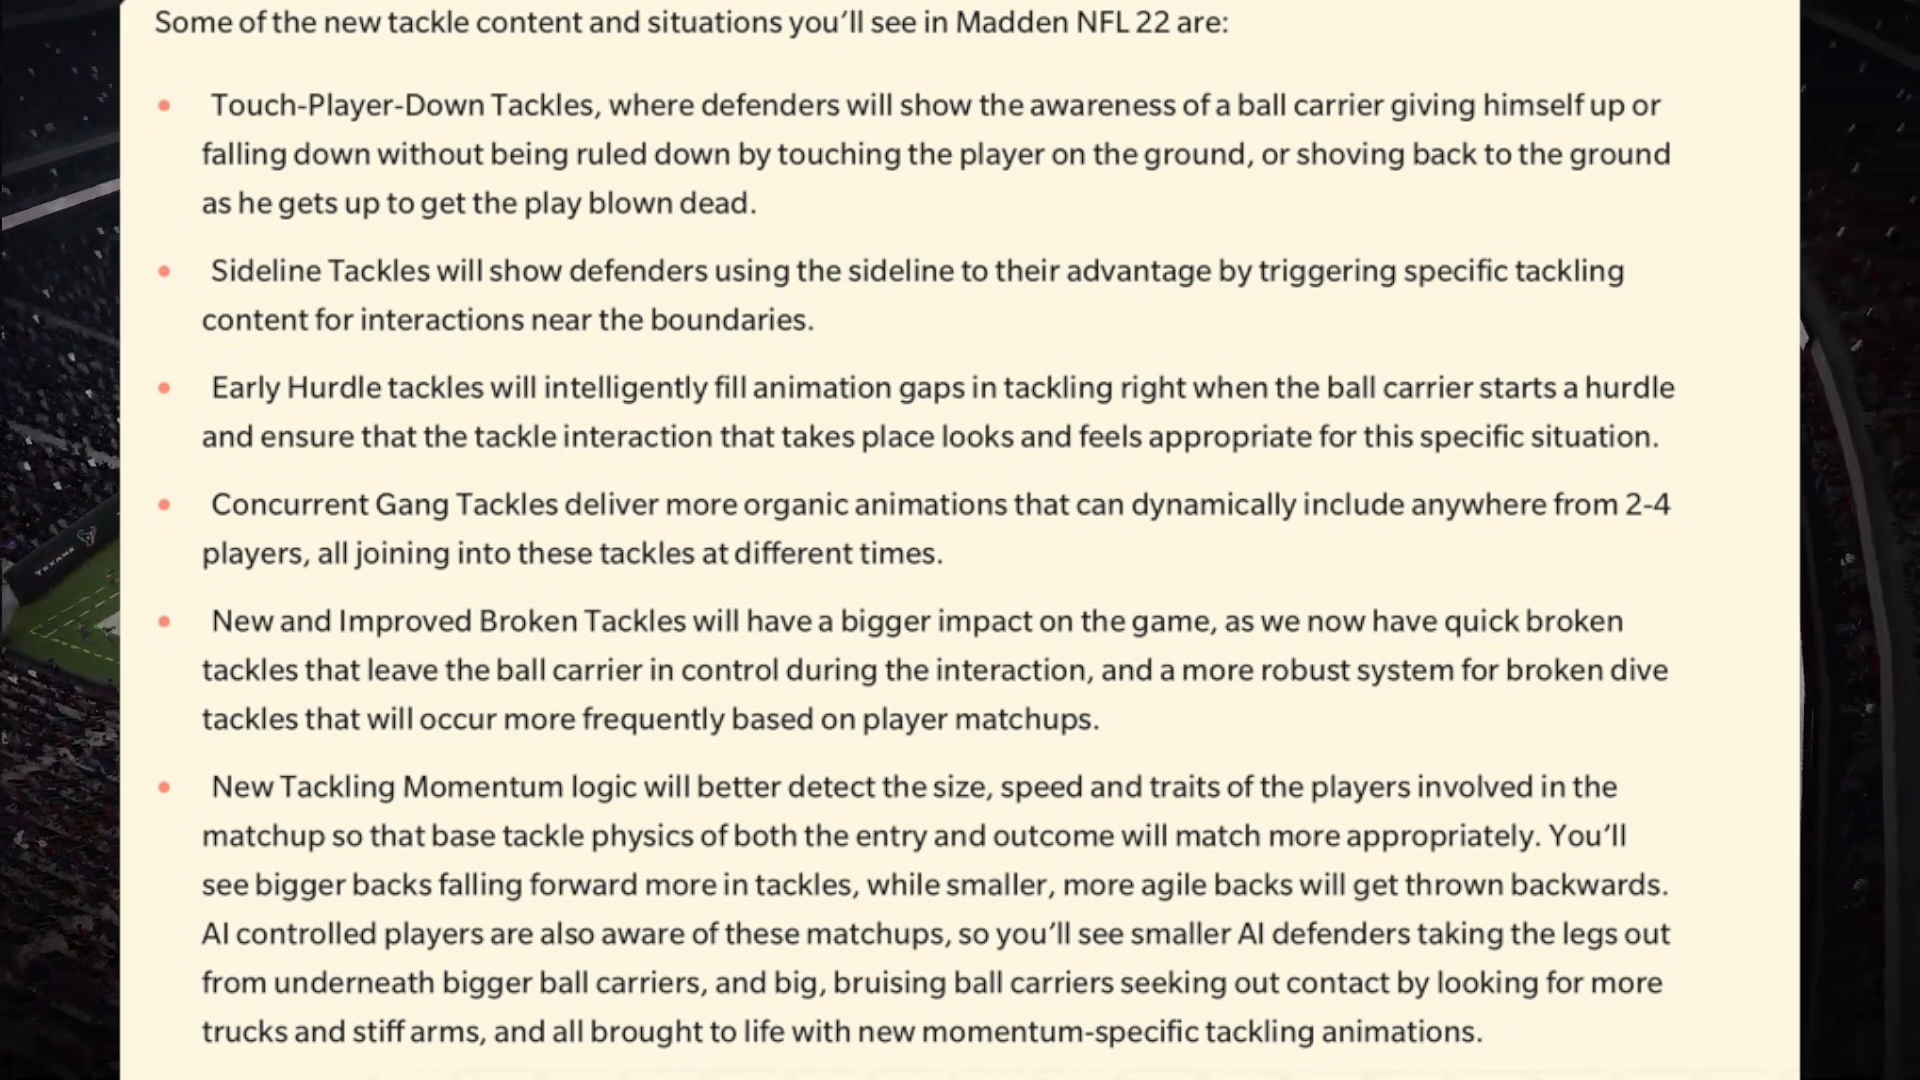 Some of the new tackle content and situations you'll see in Madden NFL 22 are:
Touch-Player-Down Tackles, where defenders will show the awareness of a ball carrier giving himself up or
falling down without being ruled down by touching the player on the ground, or shoving back to the ground
as he gets up to get the play blown dead.
Sideline Tackles will show defenders using the sideline to their advantage by triggering specific tackling
content for interactions near the boundaries.
Early Hurdle tackles will intelligently fill animation gaps in tackling right when the ball carrier starts a hurdle
and ensure that the tackle interaction that takes place looks and feels appropriate for this specific situation.
Concurrent Gang Tackles deliver more organic animations that can dynamically include anywhere from 2-4
players, all joining into these tackles at different times.
New and Improved Broken Tackles will have a bigger impact on the game, as we now have quick broken
tackles that leave the ball carrier in control during the interaction, and a more robust system for broken dive
tackles that will occur more frequently based on player matchups.
New Tackling Momentum logic will better detect the size, speed and traits of the players involved in the
matchup so that base tackle physics of both the entry and outcome will match more appropriately. You'll
see bigger backs falling forward more in tackles, while smaller, more agile backs will get thrown backwards.
AI controlled players are also aware of these matchups, so you'll see smaller AI defenders taking the legs out
from underneath bigger ball carriers, and big, bruising ball carriers seeking out contact by looking for more
trucks and stiff arms, and all brought to life with new momentum-specific tackling animations.
TEXANS